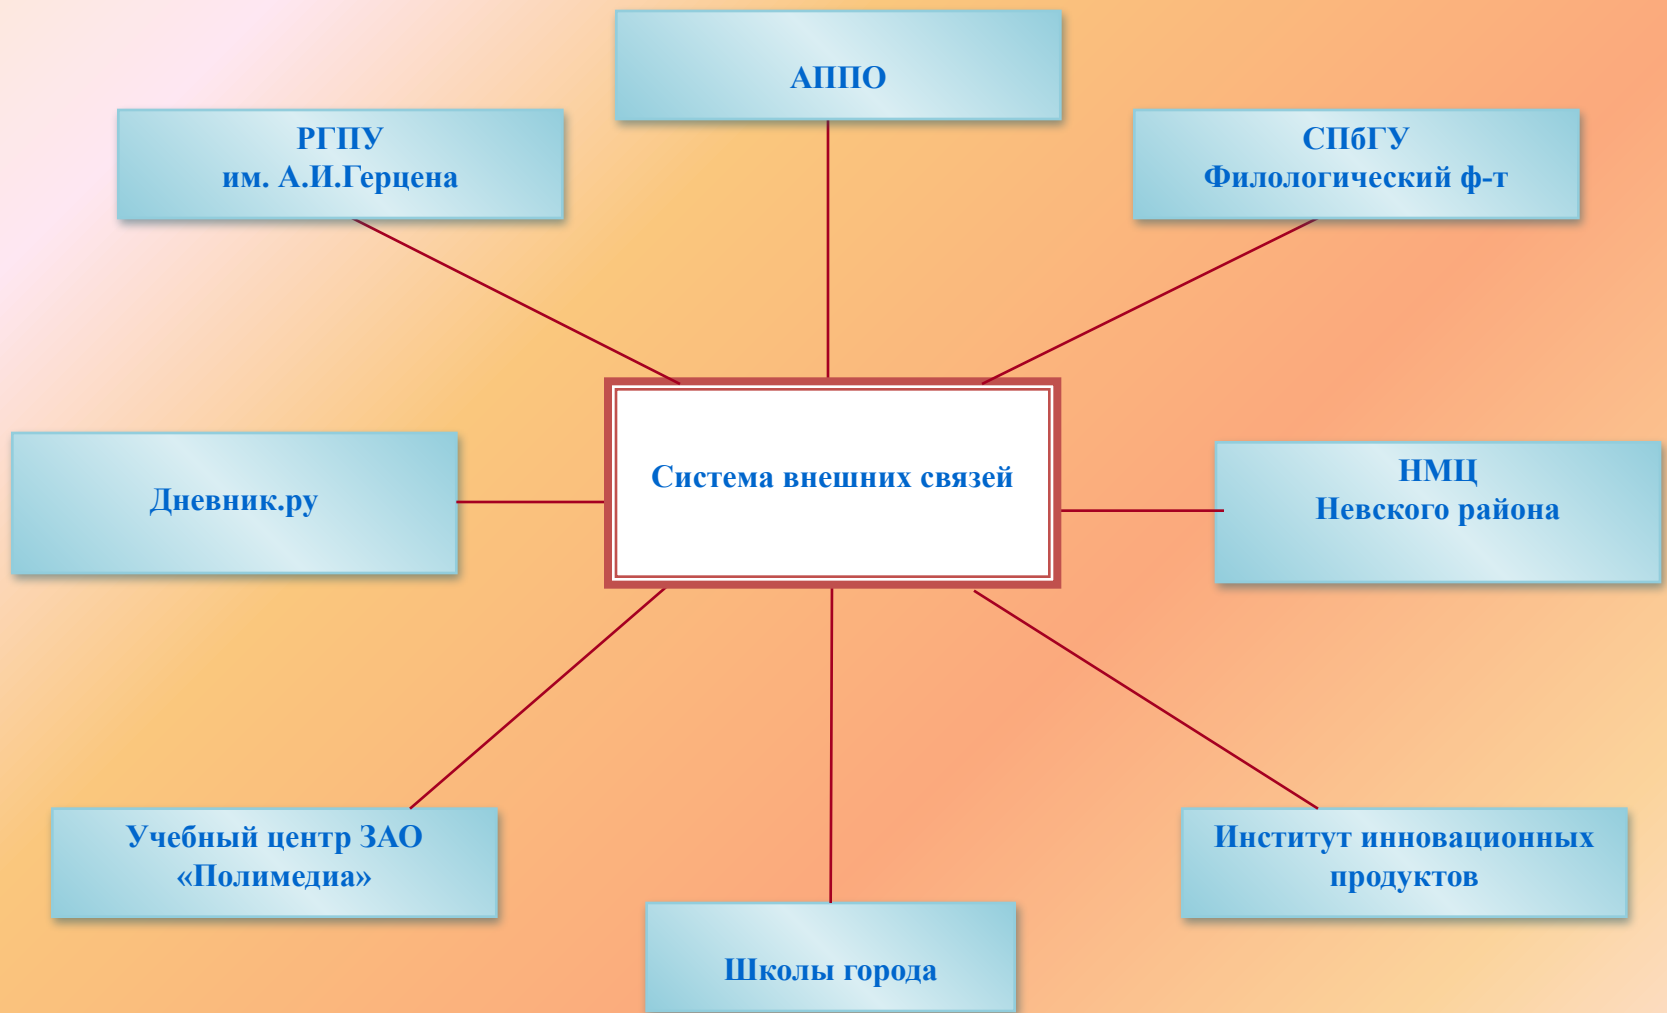 АППО
РГПУ
им. А.И.Герцена
СПбГУ
Филологический ф-т
Система внешних связей
Дневник.ру
НМЦ
Невского района
Учебный центр ЗАО
«Полимедиа»
Институт инновационных
продуктов
Школы города